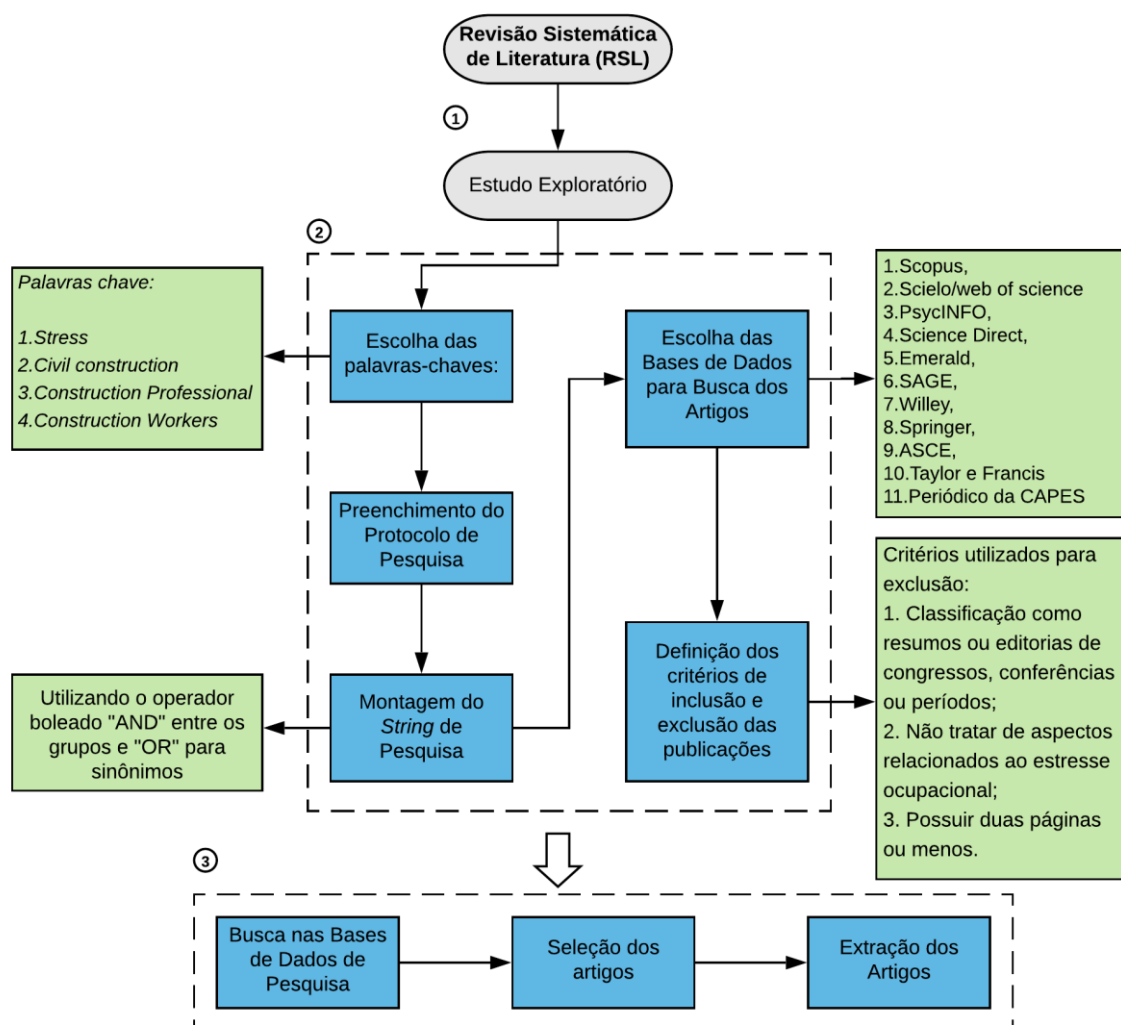 Revisão Sistemática
de Literatura (RSL)
1
Estudo Exploratório
2
Palavras chave:
1.Stress
2.Civil construction
3.Construction Professional
4.Construction Workers
Escolha das
palavras-chaves:
Escolha das
Bases de Dados
para Busca dos
Artigos
1.Scopus,
2.Scielo/web of science
3.PsycINFO,
4.Science Direct,
5.Emerald,
6.SAGE,
7.Willey,
8.Springer,
9.ASCE,
10.Taylor e Francis
11.Periódico da CAPES
Preenchimento do
Protocolo de
Pesquisa
Utilizando o operador
boleado "AND" entre os
grupos e "OR" para
sinônimos
Montagem do
String de
Pesquisa
Definição dos
critérios de
inclusão e
exclusão das
publicações
Critérios utilizados para
exclusão:
1. Classificação como
resumos ou editorias de
congressos, conferências
ou períodos;
2. Não tratar de aspectos
relacionados ao estresse
ocupacional;
3. Possuir duas páginas
ou menos.
3
Busca nas Bases
de Dados de
Pesquisa
Seleção dos
artigos
Extração dos
Artigos